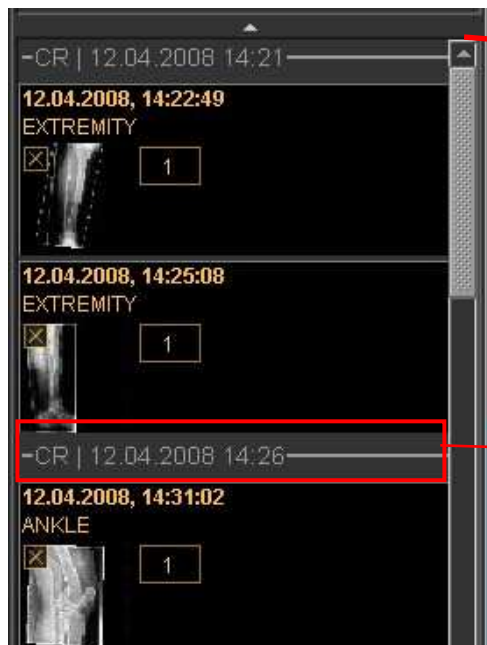 -CR | 12.04.2008 14:21
12.04.2008, 14:22:49
EXTREMITY
1
12.04.2008, 14:25:08
EXTREMITY
1
-CR | 12.04.2008 14:26
12.04.2008, 14:31:02
ANKLE
1